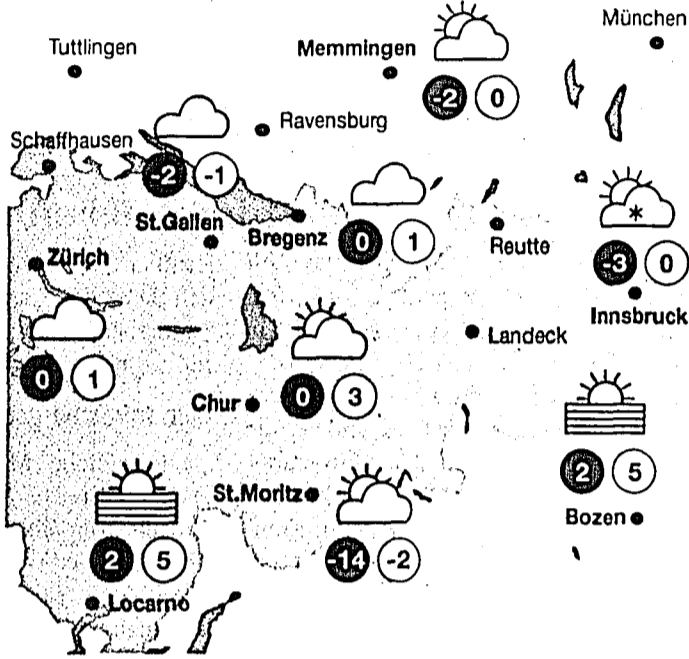 München
Tuttlingen
Memmingen
-2 0
Ravensburg
Schaffhausen
-2 -1
St.Gallen
Bregenz
0 1
Reutte
Zürich
-3 0
Innsbruck
Landeck
0 1
Chur
0 3
2 5
St.Moritz
Bozen
2 5
-14 -2
Locarno